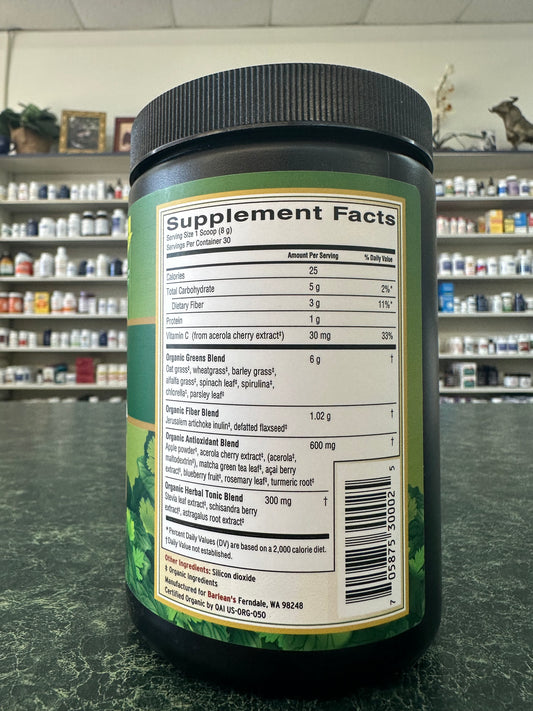 Supplement Facts
Serving Size 1 Scoop (8 g)
Servings Per Container 30
Amount Per Serving % Daily Value
Calories 25
Total Carbohydrate 5 g 2%*
Dietary Fiber 3 g 11%*
Protein 1 g
Vitamin C (from acerola cherry extract‡) 30 mg 33%
Organic Greens Blend 6 g †
Oat grass‡, wheatgrass‡, barley grass‡,
alfalfa grass‡, spinach leaf‡, spirulina‡,
chlorella‡, parsley leaf‡
Organic Fiber Blend 1.02 g †
Jerusalem artichoke inulin‡, defatted flaxseed‡
Organic Antioxidant Blend 600 mg †
Apple powder‡, acerola cherry extract‡, (acerola‡,
maltodextrin‡), matcha green tea leaf‡, açai berry
extract‡, blueberry fruit‡, rosemary leaf‡, turmeric root‡
Organic Herbal Tonic Blend 300 mg †
Stevia leaf extract‡, schisandra berry
extract‡, astragalus root extract‡
* Percent Daily Values (DV) are based on a 2,000 calorie diet.
† Daily Value not established.
Other Ingredients: Silicon dioxide
‡ Organic Ingredients
Manufactured for Barlean's Ferndale, WA 98248
Certified Organic by QAI US-ORG-050
7 05875 30002 5